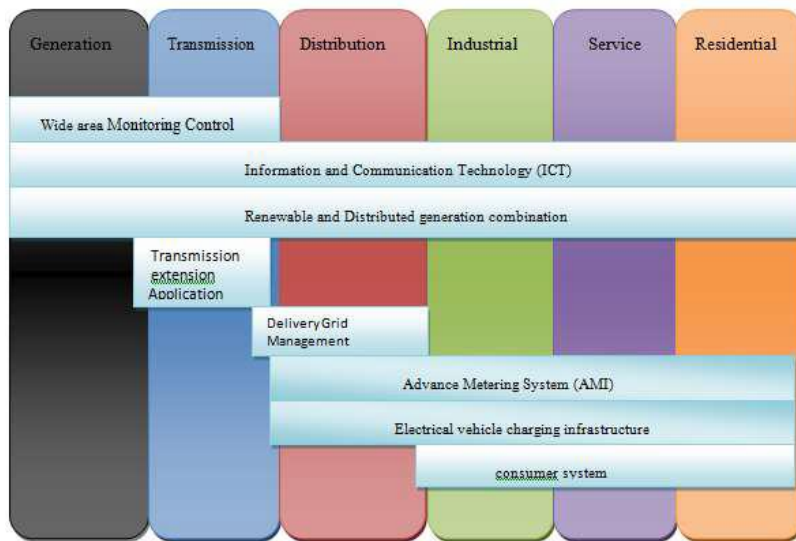 Generation
Transmission
Distribution
Industrial
Service
Residential
Wide area Monitoring Control
Information and Communication Technology (ICT)
Renewable and Distributed generation combination
Transmission
extension
Application
DeliveryGrid
Management
Advance Metering System (AMI)
Electrical vehicle charging infrastructure
consumer system